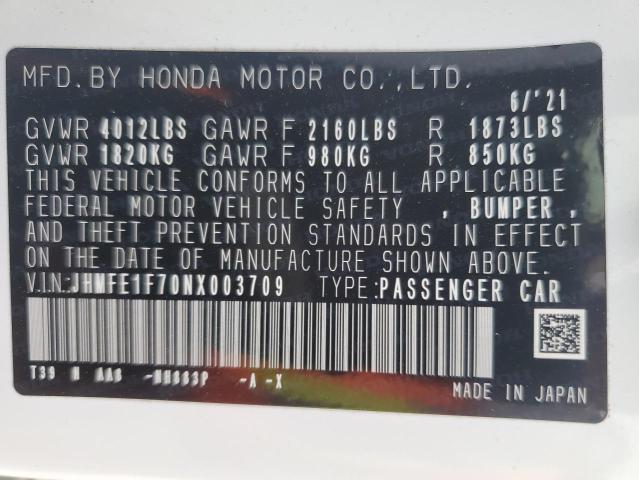 MFD. BY HONDA MOTOR CO.,LTD.
6/'21
GVWR 4012LBS GAWR F 2160LBS R 1873LBS
GVWR 1820KG GAWR F 980KG R 850KG
THIS VEHICLE CONFORMS TO ALL APPLICABLE
FEDERAL MOTOR VEHICLE SAFETY , BUMPER ,
AND THEFT PREVENTION STANDARDS IN EFFECT
ON THE DATE OF MANUFACTURE SHOWN ABOVE.
V.I.N.:JHMFE1F70NX003709 TYPE:PASSENGER CAR
T39 -A -X
MADE IN JAPAN